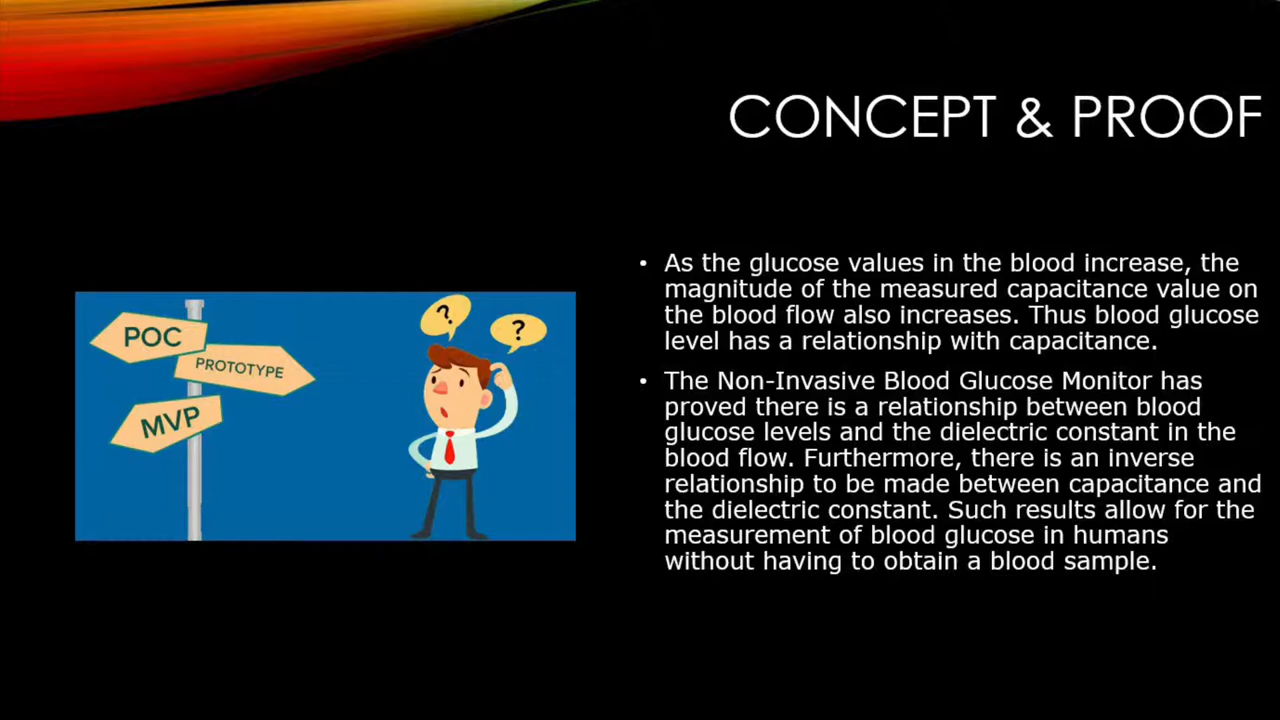 CONCEPT & PROOF
POC
PROTOTYPE
MVP
?
?
• As the glucose values in the blood increase, the
magnitude of the measured capacitance value on
the blood flow also increases. Thus blood glucose
level has a relationship with capacitance.
• The Non-Invasive Blood Glucose Monitor has
proved there is a relationship between blood
glucose levels and the dielectric constant in the
blood flow. Furthermore, there is an inverse
relationship to be made between capacitance and
the dielectric constant. Such results allow for the
measurement of blood glucose in humans
without having to obtain a blood sample.